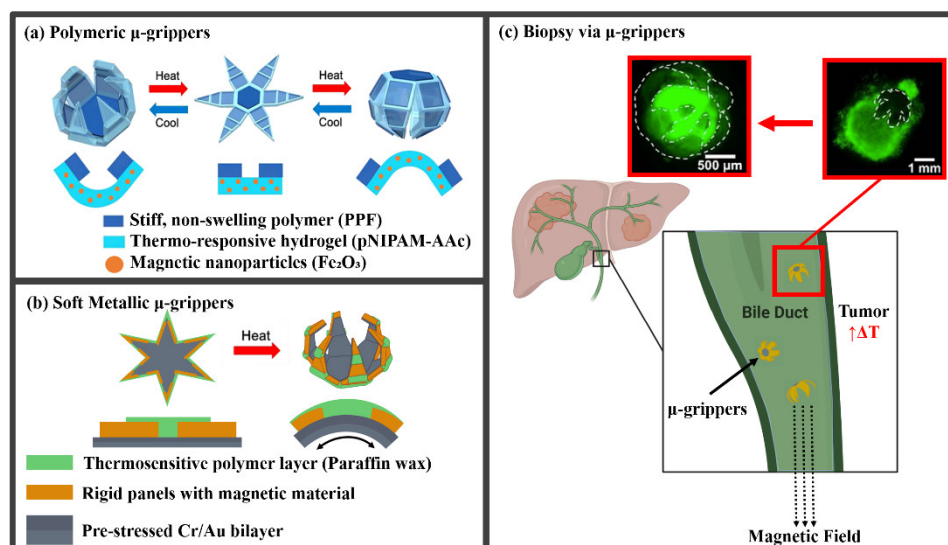 (a) Polymeric μ-grippers
Heat
Cool
Heat
Cool
Stiff, non-swelling polymer (PPF)
Thermo-responsive hydrogel (pNIPAM-AAc)
Magnetic nanoparticles (Fe₂O₃)
(b) Soft Metallic μ-grippers
Heat
Thermosensitive polymer layer (Paraffin wax)
Rigid panels with magnetic material
Pre-stressed Cr/Au bilayer
(c) Biopsy via μ-grippers
500 μm
1 mm
Bile Duct
Tumor
↑ΔT
μ-grippers
Magnetic Field